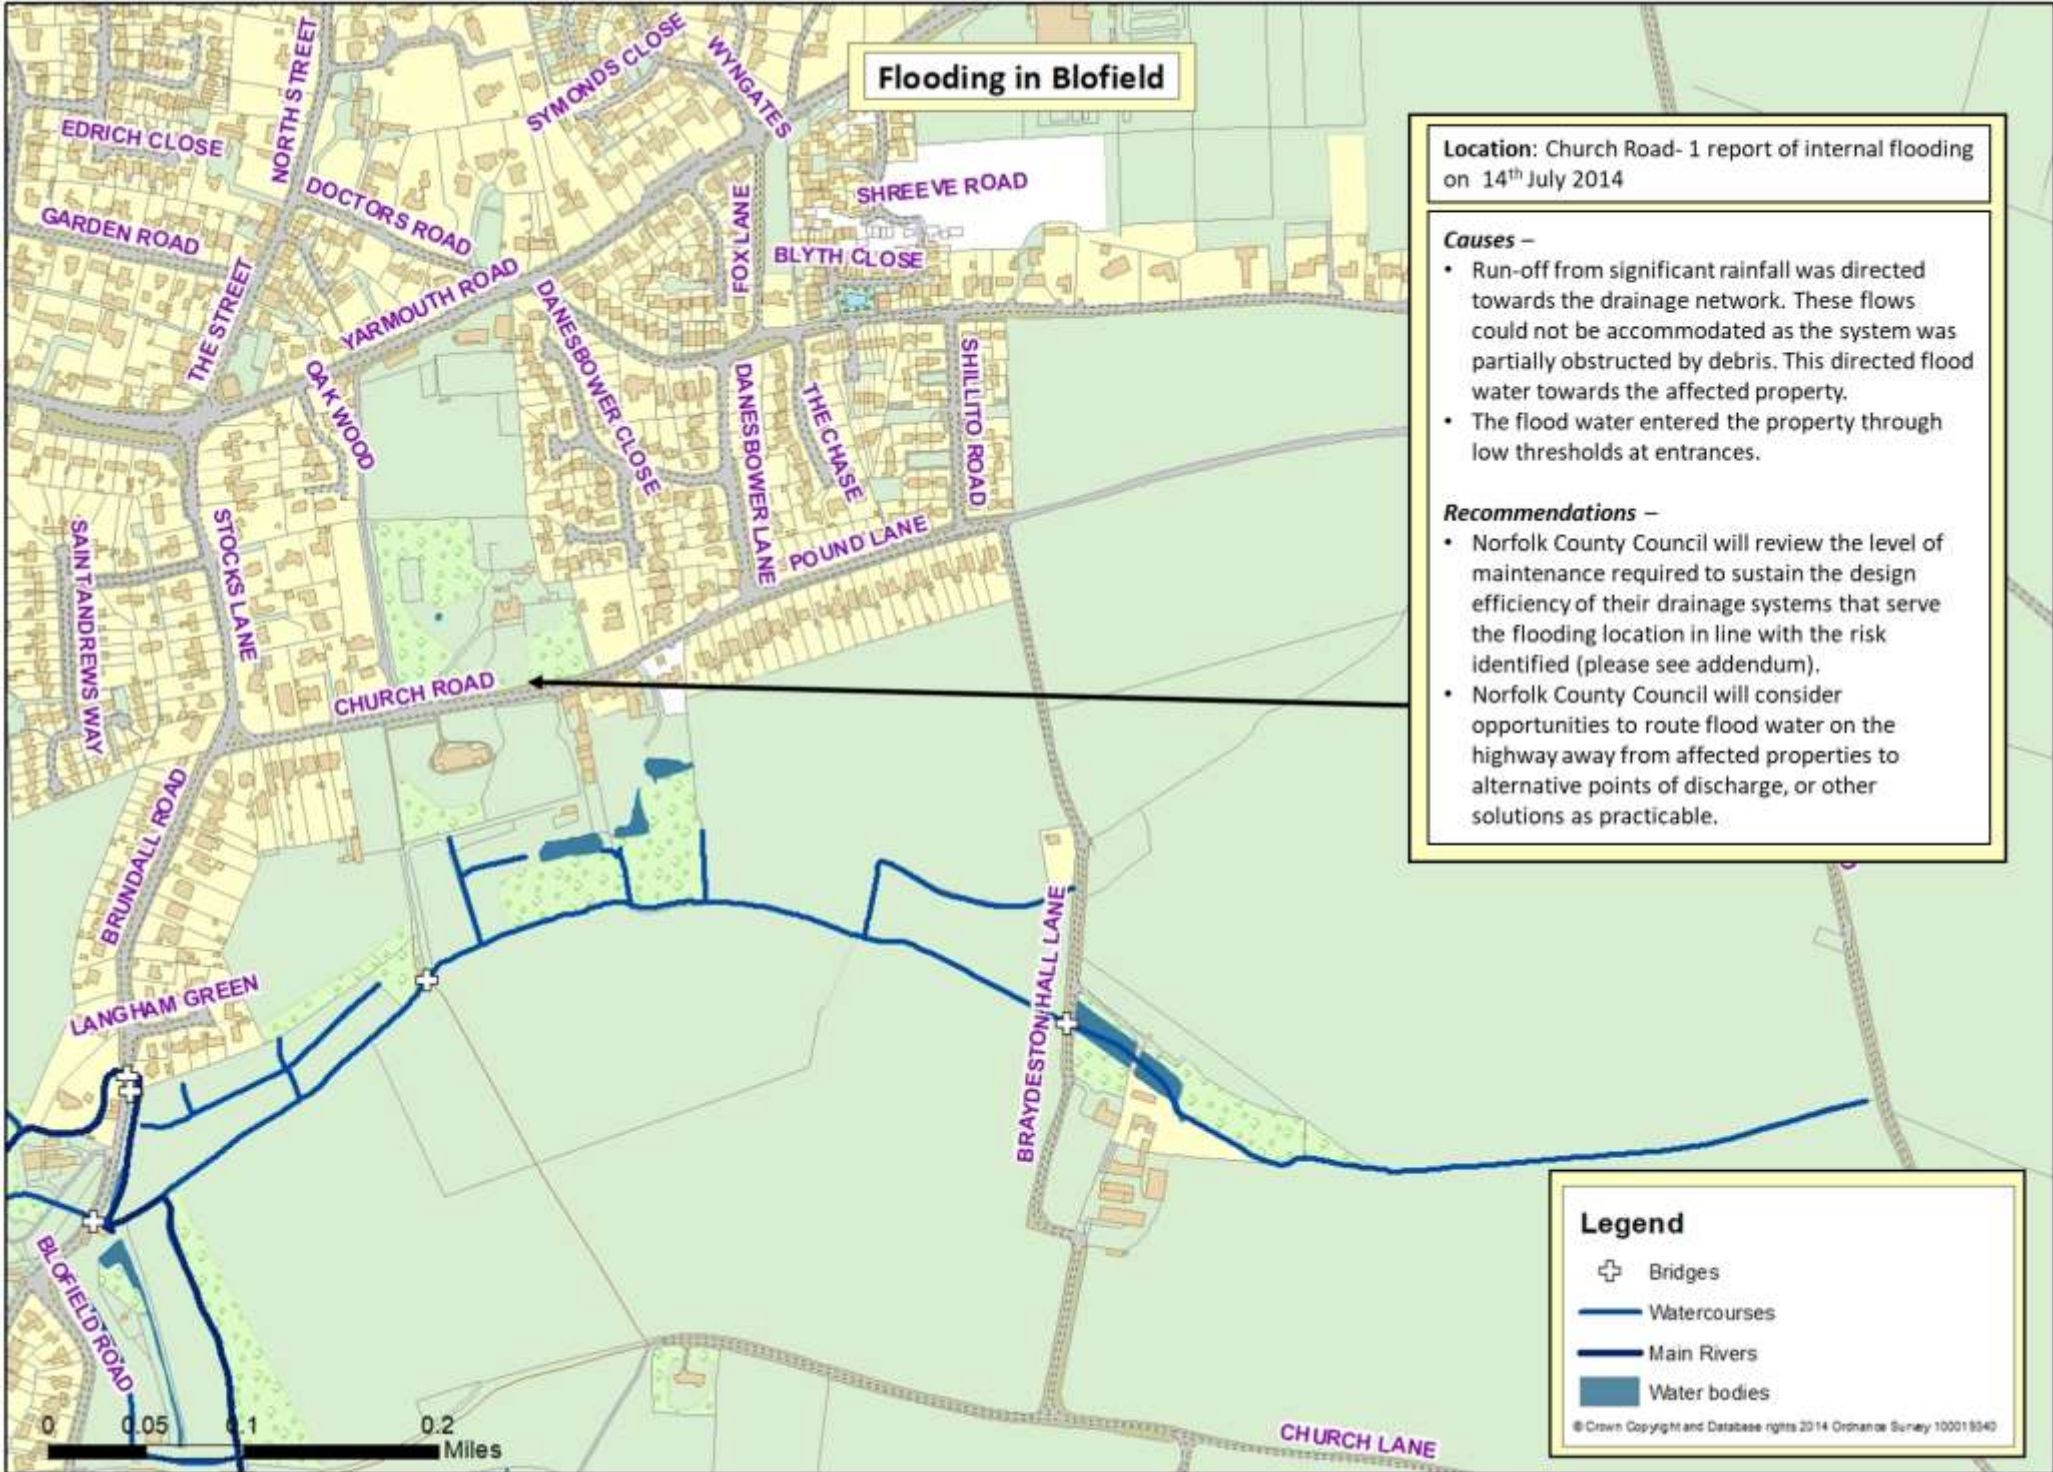 Flooding in Blofield
Location: Church Road- 1 report of internal flooding
on 14th July 2014
Causes –
• Run-off from significant rainfall was directed
towards the drainage network. These flows
could not be accommodated as the system was
partially obstructed by debris. This directed flood
water towards the affected property.
• The flood water entered the property through
low thresholds at entrances.
Recommendations –
• Norfolk County Council will review the level of
maintenance required to sustain the design
efficiency of their drainage systems that serve
the flooding location in line with the risk
identified (please see addendum).
• Norfolk County Council will consider
opportunities to route flood water on the
highway away from affected properties to
alternative points of discharge, or other
solutions as practicable.
NORTH STREET
SYMONDS CLOSE
WYNGATES
EDRICH CLOSE
DOCTORS ROAD
GARDEN ROAD
THE STREET
YARMOUTH ROAD
FOX LANE
SHREEVE ROAD
BLYTH CLOSE
OAK WOOD
DANESBOWER CLOSE
DANESBOWER LANE
THE CHASE
SHILLITO ROAD
POUND LANE
SAINT ANDREWS WAY
STOCKS LANE
CHURCH ROAD
BRUNDALL ROAD
LANGHAM GREEN
BRAYDESTON HALL LANE
BLOFIELD ROAD
CHURCH LANE
0 0.05 0.1 0.2
Miles
Legend
Bridges
Watercourses
Main Rivers
Water bodies
© Crown Copyright and Database rights 2014 Ordnance Survey 100019340